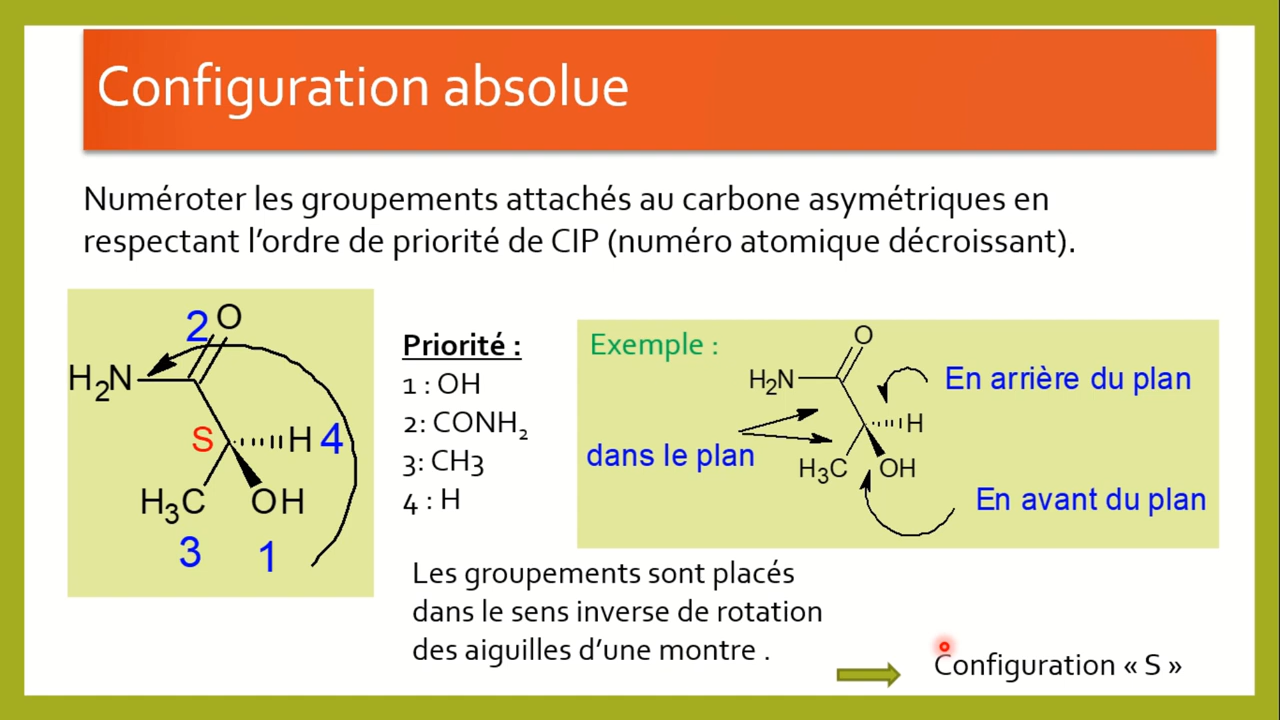 Configuration absolue
Numéroter les groupements attachés au carbone asymétriques en
respectant l'ordre de priorité de CIP (numéro atomique décroissant).
2 O
H₂N
S H 4
H₃C OH
3 1
Priorité :
1 : OH
2: CONH₂
3: CH3
4 : H
Exemple :
O
H₂N
En arrière du plan
H
dans le plan
H₃C OH
En avant du plan
Les groupements sont placés
dans le sens inverse de rotation
des aiguilles d'une montre .
Configuration « S »